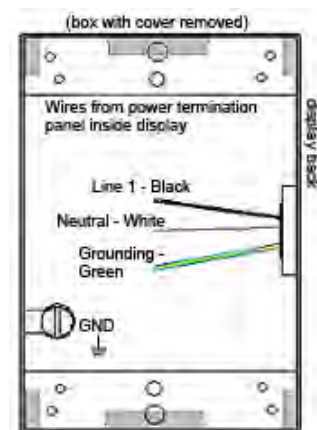 (box with cover removed)
Wires from power termination
panel inside display
display back
Line 1 - Black
Neutral - White
Grounding -
Green
GND